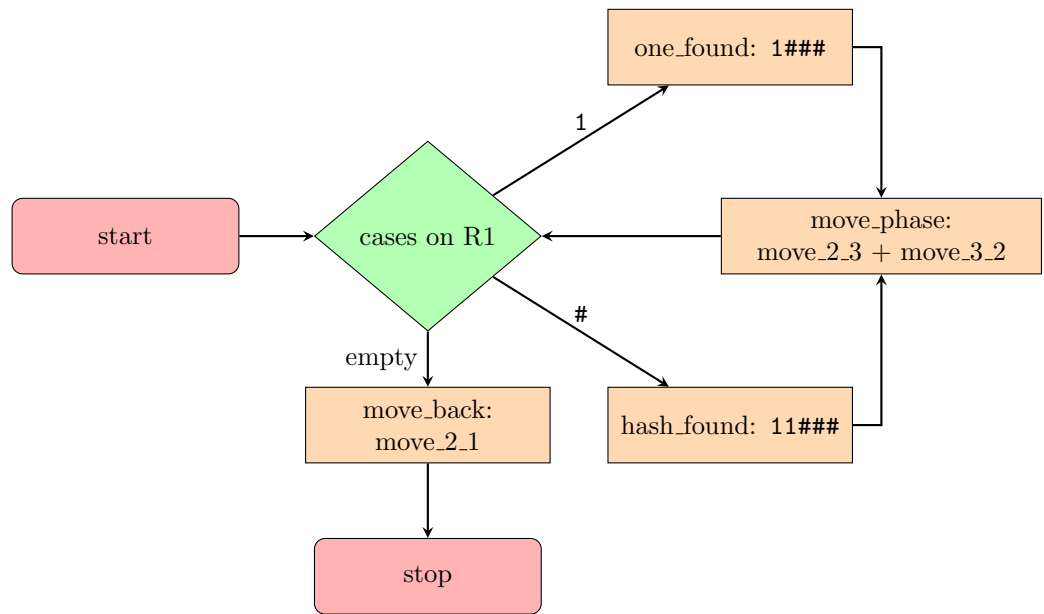 one_found: 1###
1
start
cases on R1
move_phase:
move_2_3 + move_3_2
#
empty
move_back:
move_2_1
hash_found: 11###
stop